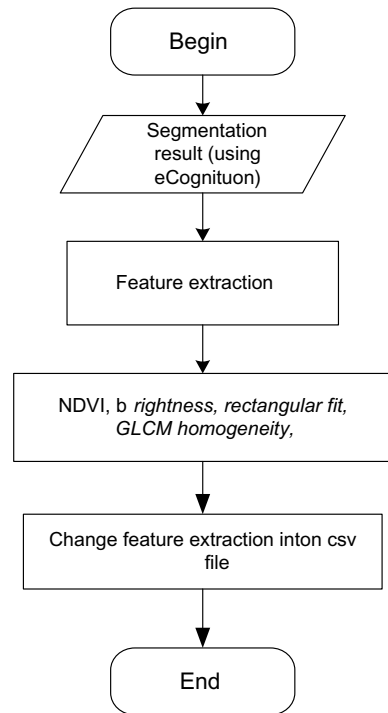 Begin
Segmentation
result (using
eCognituon)
Feature extraction
NDVI, b rightness, rectangular fit,
GLCM homogeneity,
Change feature extraction inton csv
file
End